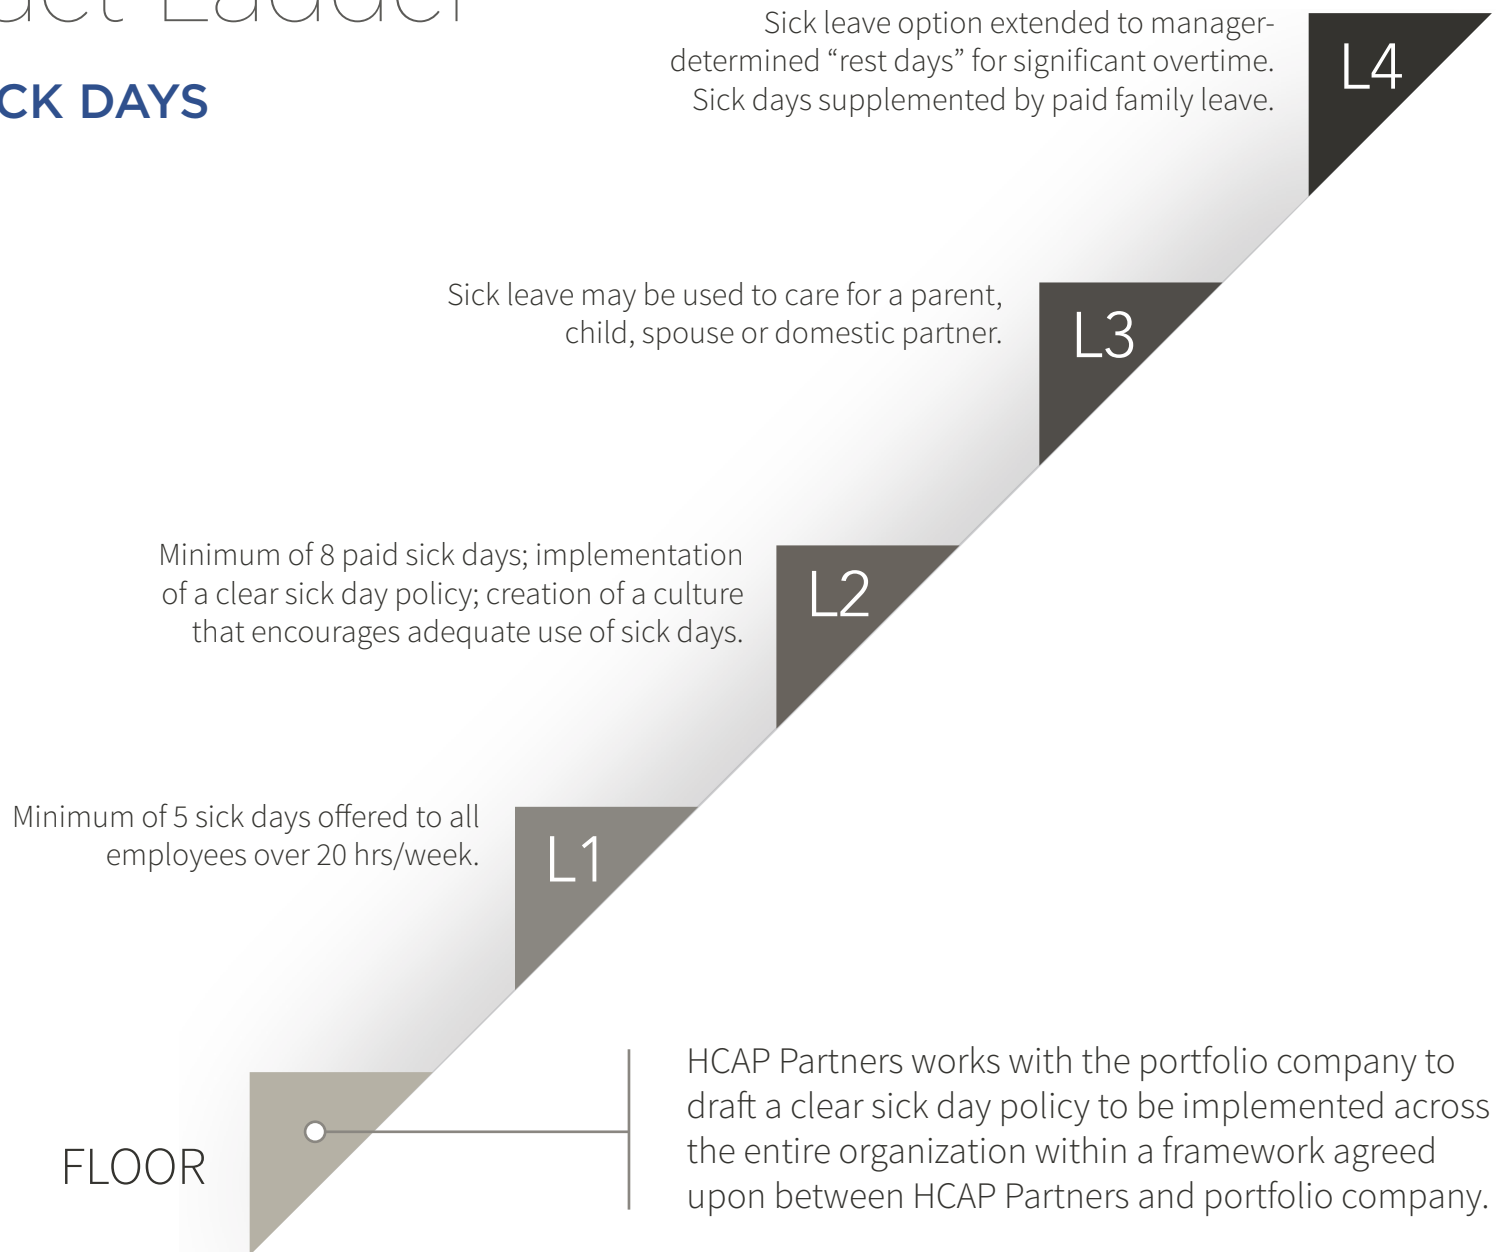 Ladder
DAYS
Sick leave option extended to manager-
determined “rest days” for significant overtime.
Sick days supplemented by paid family leave.
L4
Sick leave may be used to care for a parent,
child, spouse or domestic partner.
L3
Minimum of 8 paid sick days; implementation
of a clear sick day policy; creation of a culture
that encourages adequate use of sick days.
L2
Minimum of 5 sick days offered to all
employees over 20 hrs/week.
L1
HCAP Partners works with the portfolio company to
draft a clear sick day policy to be implemented across
the entire organization within a framework agreed
upon between HCAP Partners and portfolio company.
FLOOR